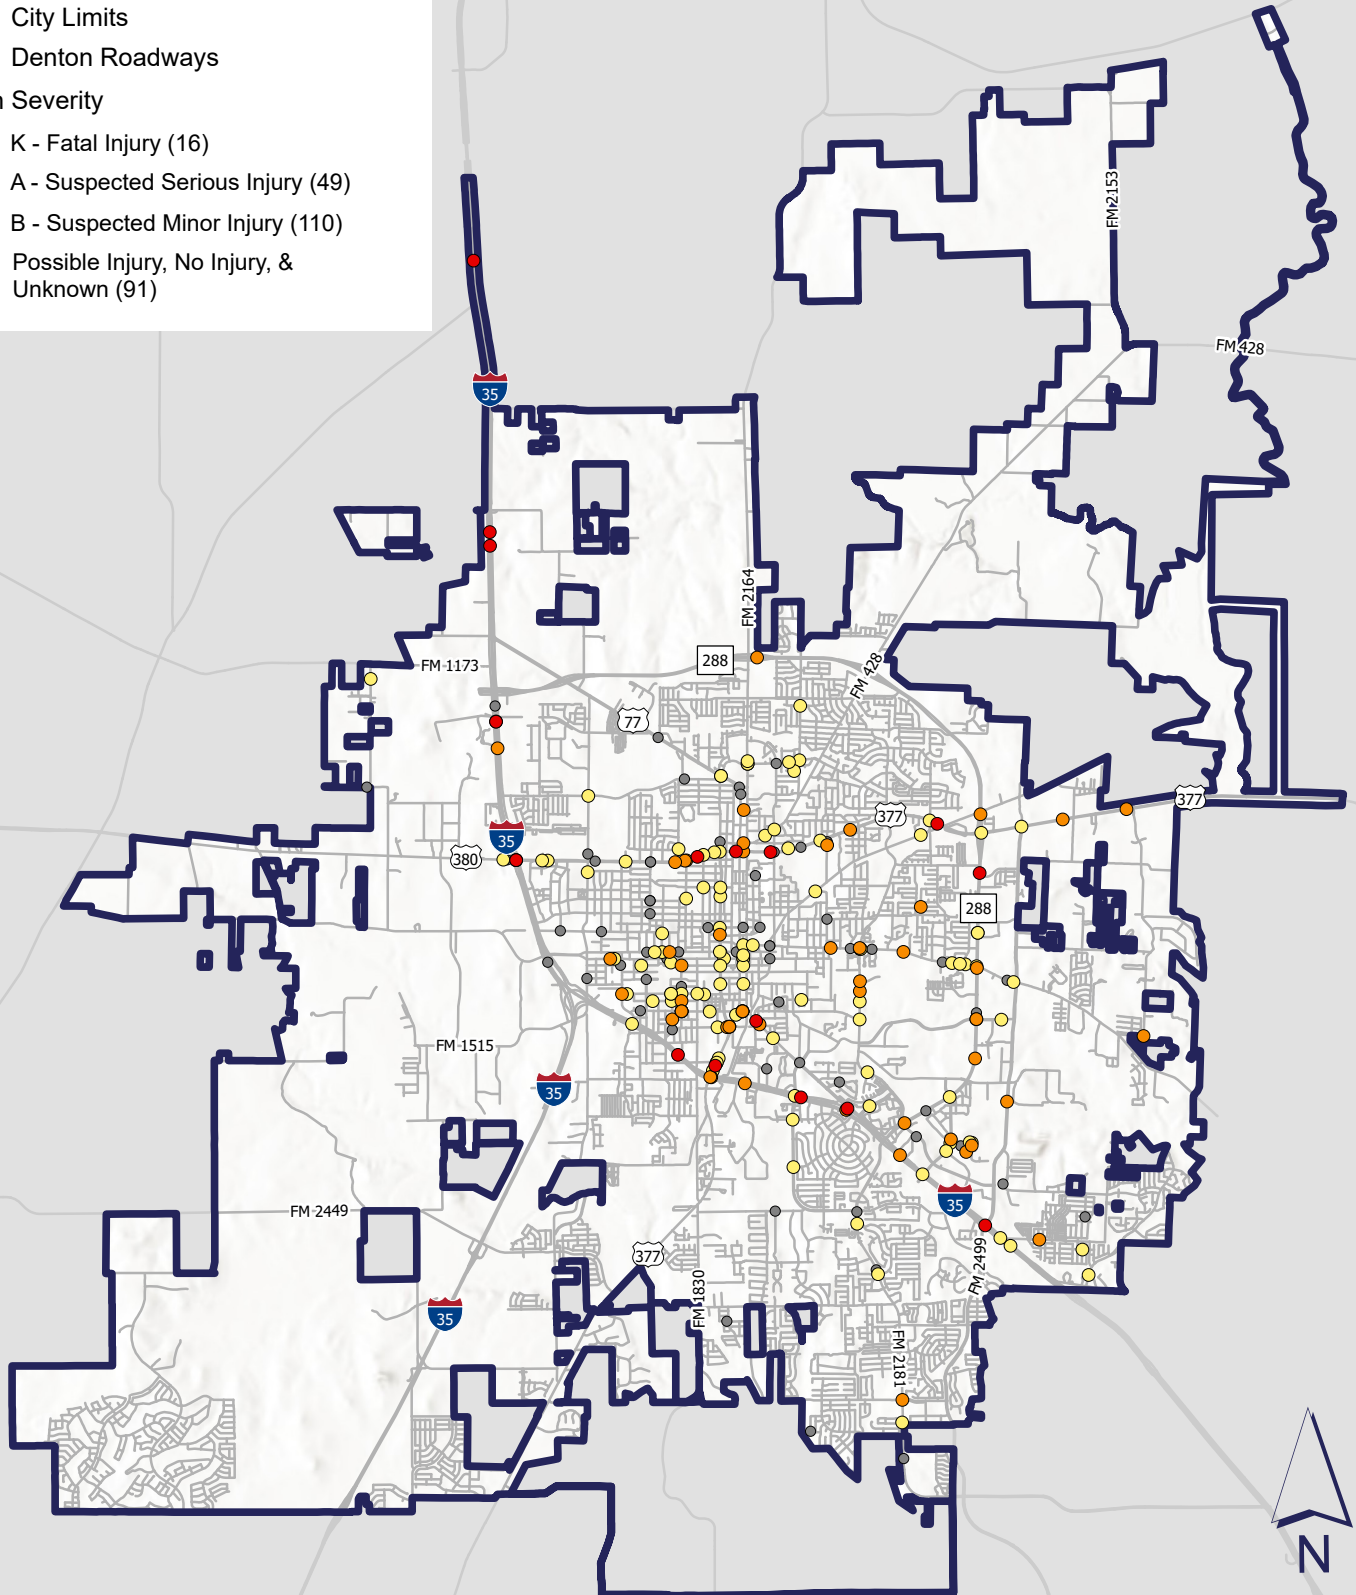 City Limits
Denton Roadways
Severity
K - Fatal Injury (16)
A - Suspected Serious Injury (49)
B - Suspected Minor Injury (110)
Possible Injury, No Injury, &
Unknown (91)
FM 2153
FM 428
35
FM 2164
288
FM 1173
FM 428
77
377
377
35
380
288
FM 1515
35
35
FM 2449
377
FM 2499
FM 1830
35
FM 2181
N